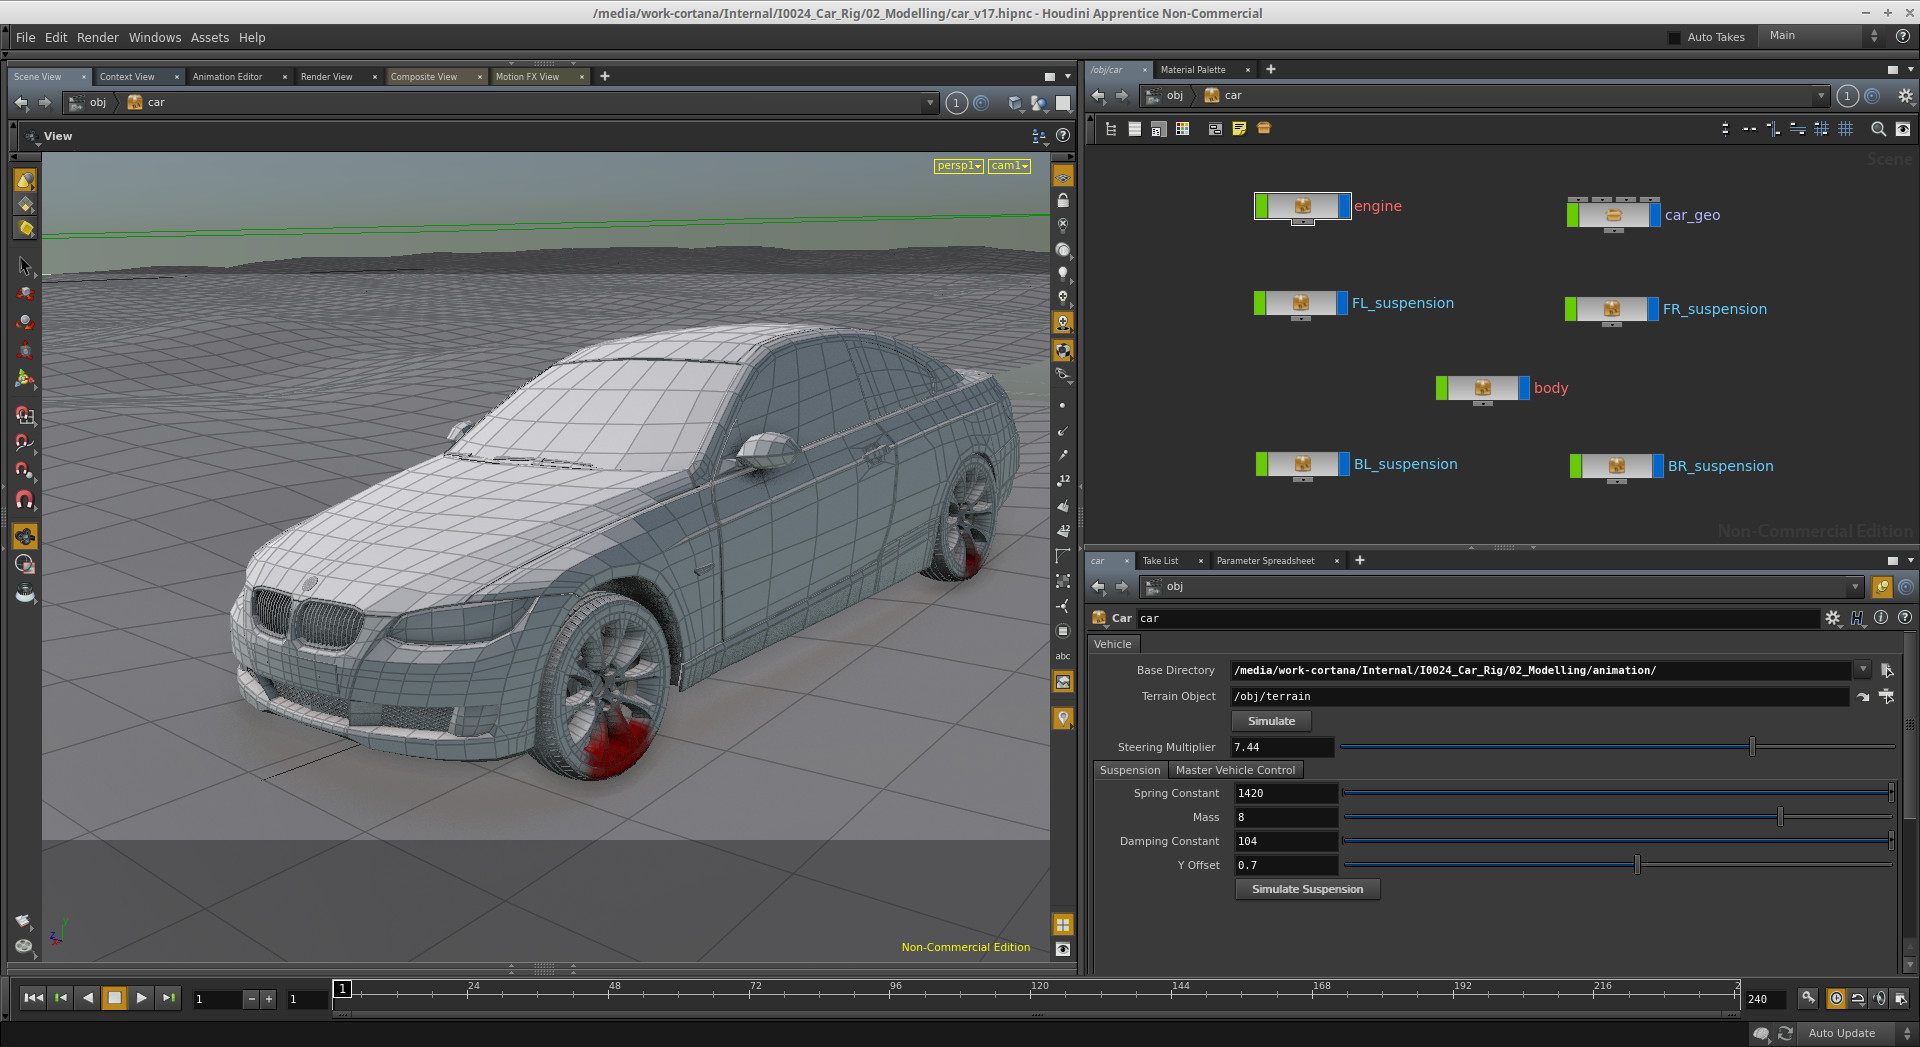 /media/work-cortana/Internal/I0024_Car_Rig/02_Modelling/car_v17.hipnc - Houdini Apprentice Non-Commercial
File Edit Render Windows Assets Help
Auto Takes Main
Scene View Context View Animation Editor Render View Composite View Motion FX View
obj car
1
View
persp1 cam1
12
12
abc
Non-Commercial Edition
/obj/car Material Palette
obj car
1
Scene
engine
car_geo
FL_suspension
FR_suspension
body
BL_suspension
BR_suspension
Non-Commercial Edition
car Take List Parameter Spreadsheet
obj
Car car
Vehicle
Base Directory /media/work-cortana/Internal/I0024_Car_Rig/02_Modelling/animation/
Terrain Object /obj/terrain
Simulate
Steering Multiplier 7.44
Suspension Master Vehicle Control
Spring Constant 1420
Mass 8
Damping Constant 104
Y Offset 0.7
Simulate Suspension
1 1 1 24 48 72 96 120 144 168 192 216 2 240
Auto Update